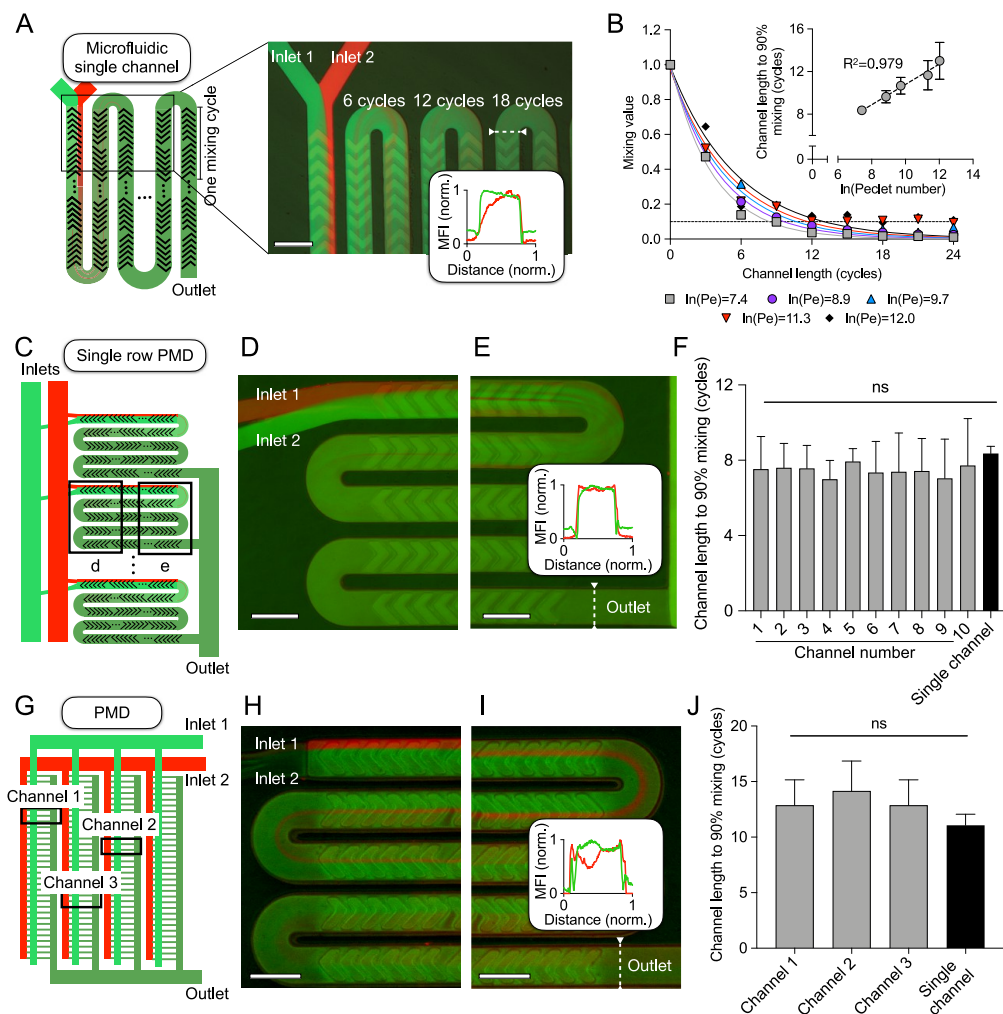 A
Microfluidic
single channel
One mixing cycle
Outlet
Inlet 1
Inlet 2
6 cycles
12 cycles
18 cycles
MFI (norm.)
1
0
0
1
Distance (norm.)
B
Mixing value
1.0
0.8
0.6
0.4
0.2
0.0
0
6
12
18
24
Channel length (cycles)
Channel length to 90%
mixing (cycles)
16
12
8
0
R²=0.979
0
6
8
10
12
14
ln(Peclet number)
ln(Pe)=7.4
ln(Pe)=8.9
ln(Pe)=9.7
ln(Pe)=11.3
ln(Pe)=12.0
C
Single row PMD
Inlets
d
e
Outlet
D
Inlet 1
Inlet 2
E
MFI (norm.)
1
0
0
1
Distance (norm.)
Outlet
F
Channel length to 90% mixing (cycles)
12
8
4
0
ns
1
2
3
4
5
6
7
8
9
10
Single channel
Channel number
G
PMD
Inlet 1
Inlet 2
Channel 1
Channel 2
Channel 3
Outlet
H
Inlet 1
Inlet 2
I
MFI (norm.)
1
0
0
1
Distance (norm.)
Outlet
J
Channel length to 90% mixing (cycles)
20
15
10
5
0
ns
Channel 1
Channel 2
Channel 3
Single
channel